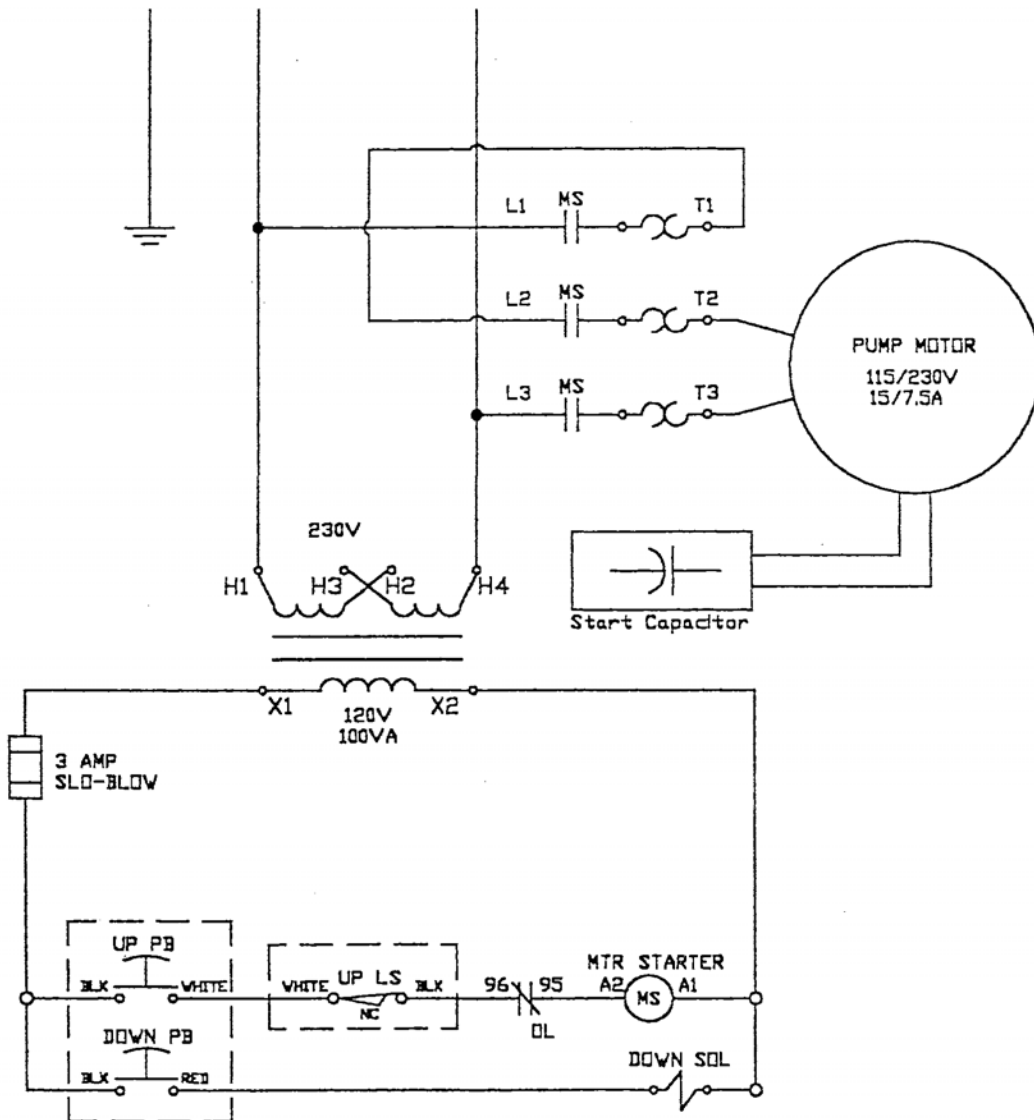 L1
MS
T1
L2
MS
T2
L3
MS
T3
PUMP MOTOR
115/230V
15/7.5A
230V
H1
H3
H2
H4
Start Capacitor
X1
X2
120V
100VA
3 AMP
SLO-BLOW
UP PB
BLK
WHITE
WHITE
UP LS
BLK
NC
96
95
OL
MTR STARTER
A2
MS
A1
DOWN PB
BLK
RED
DOWN SOL